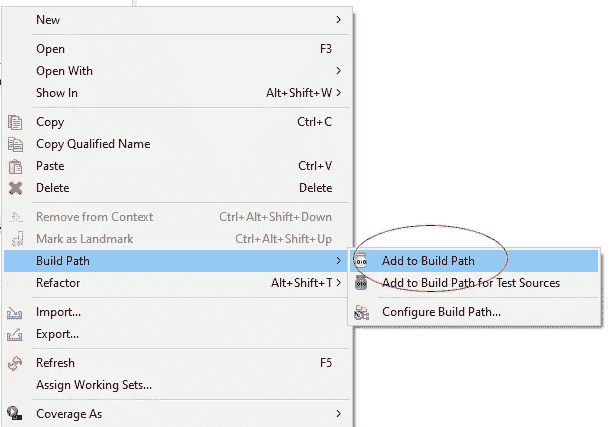 New
Open F3
Open With
Show In Alt+Shift+W
Copy Ctrl+C
Copy Qualified Name
Paste Ctrl+V
Delete Delete
Remove from Context Ctrl+Alt+Shift+Down
Mark as Landmark Ctrl+Alt+Shift+Up
Build Path
Add to Build Path
Refactor Alt+Shift+T
Add to Build Path for Test Sources
Import...
Configure Build Path...
Export...
Refresh F5
Assign Working Sets...
Coverage As